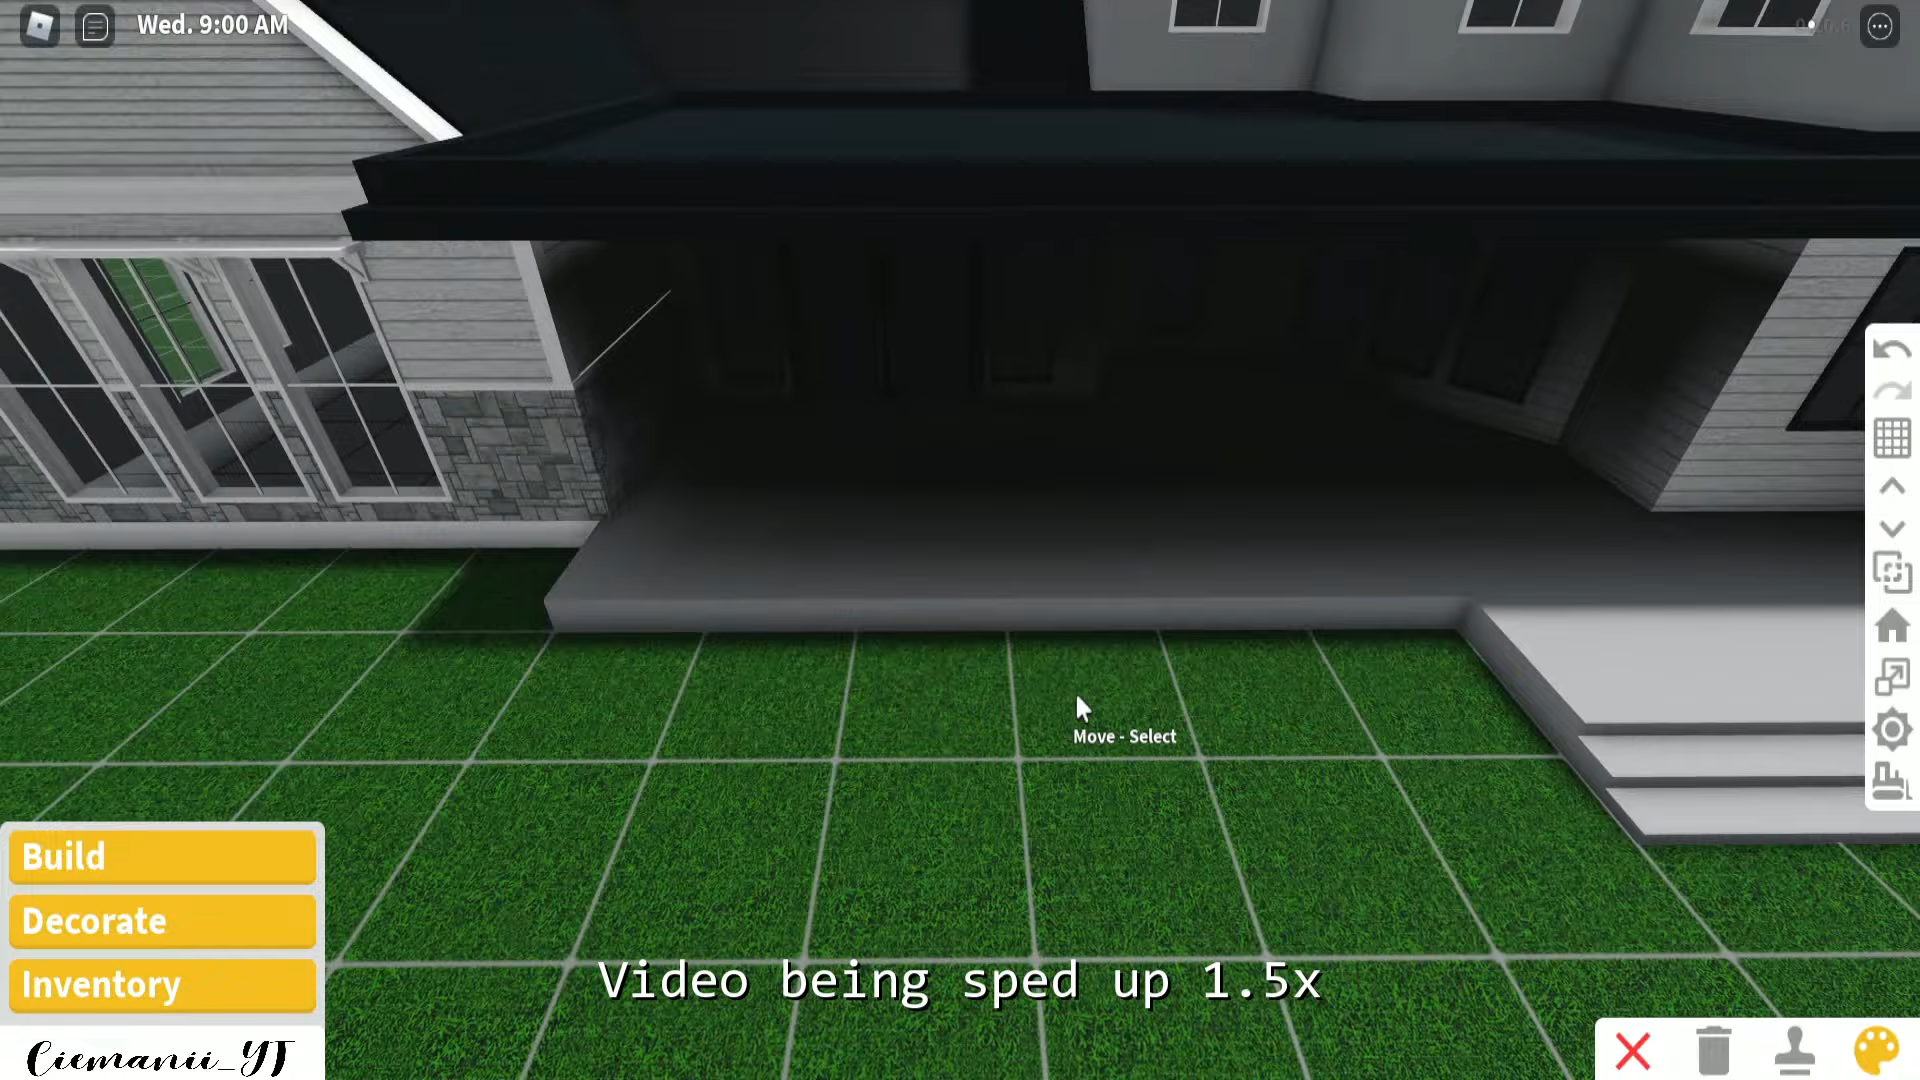 Wed. 9:00 AM
Move - Select
Build
Decorate
Inventory
Video being sped up 1.5x
Ciemanii_YT